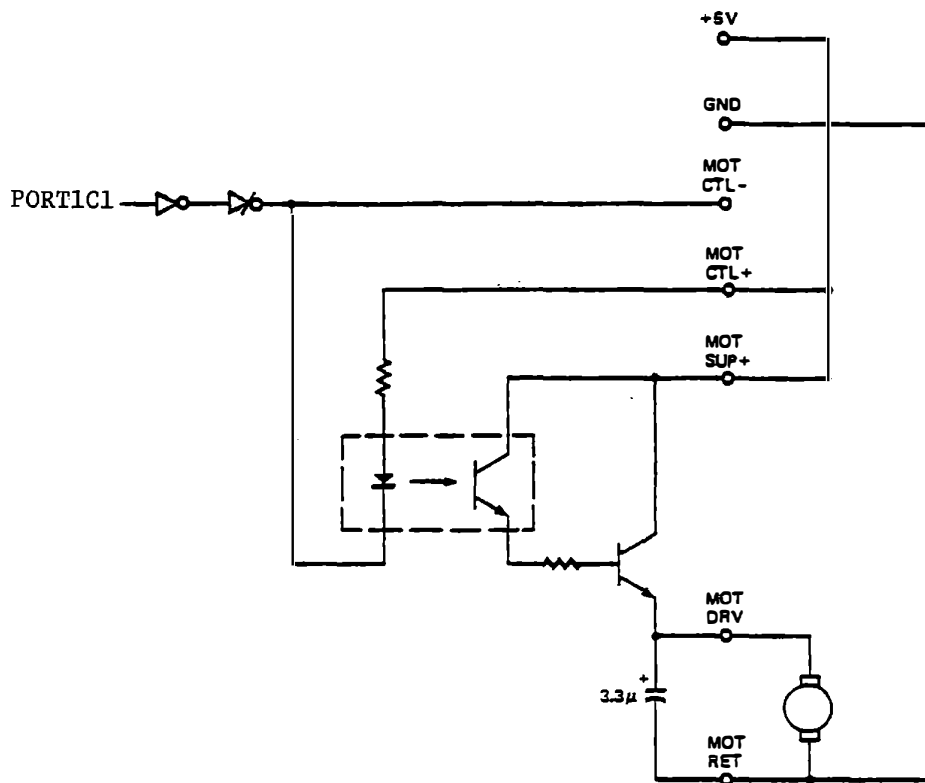 +5V
GND
MOT
CTL-
PORT1C1
MOT
CTL+
MOT
SUP+
MOT
DRV
+
3.3μ
MOT
RET